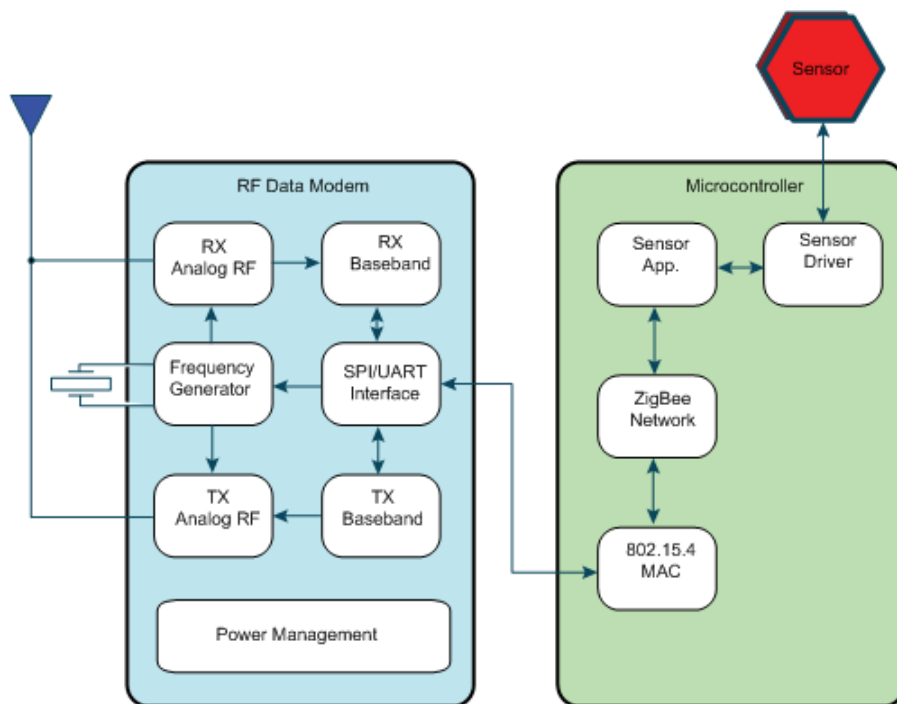 Sensor
RF Data Modem
Microcontroller
RX
Analog RF
RX
Baseband
Sensor
App.
Sensor
Driver
Frequency
Generator
SPI/UART
Interface
ZigBee
Network
TX
Analog RF
TX
Baseband
802.15.4
MAC
Power Management